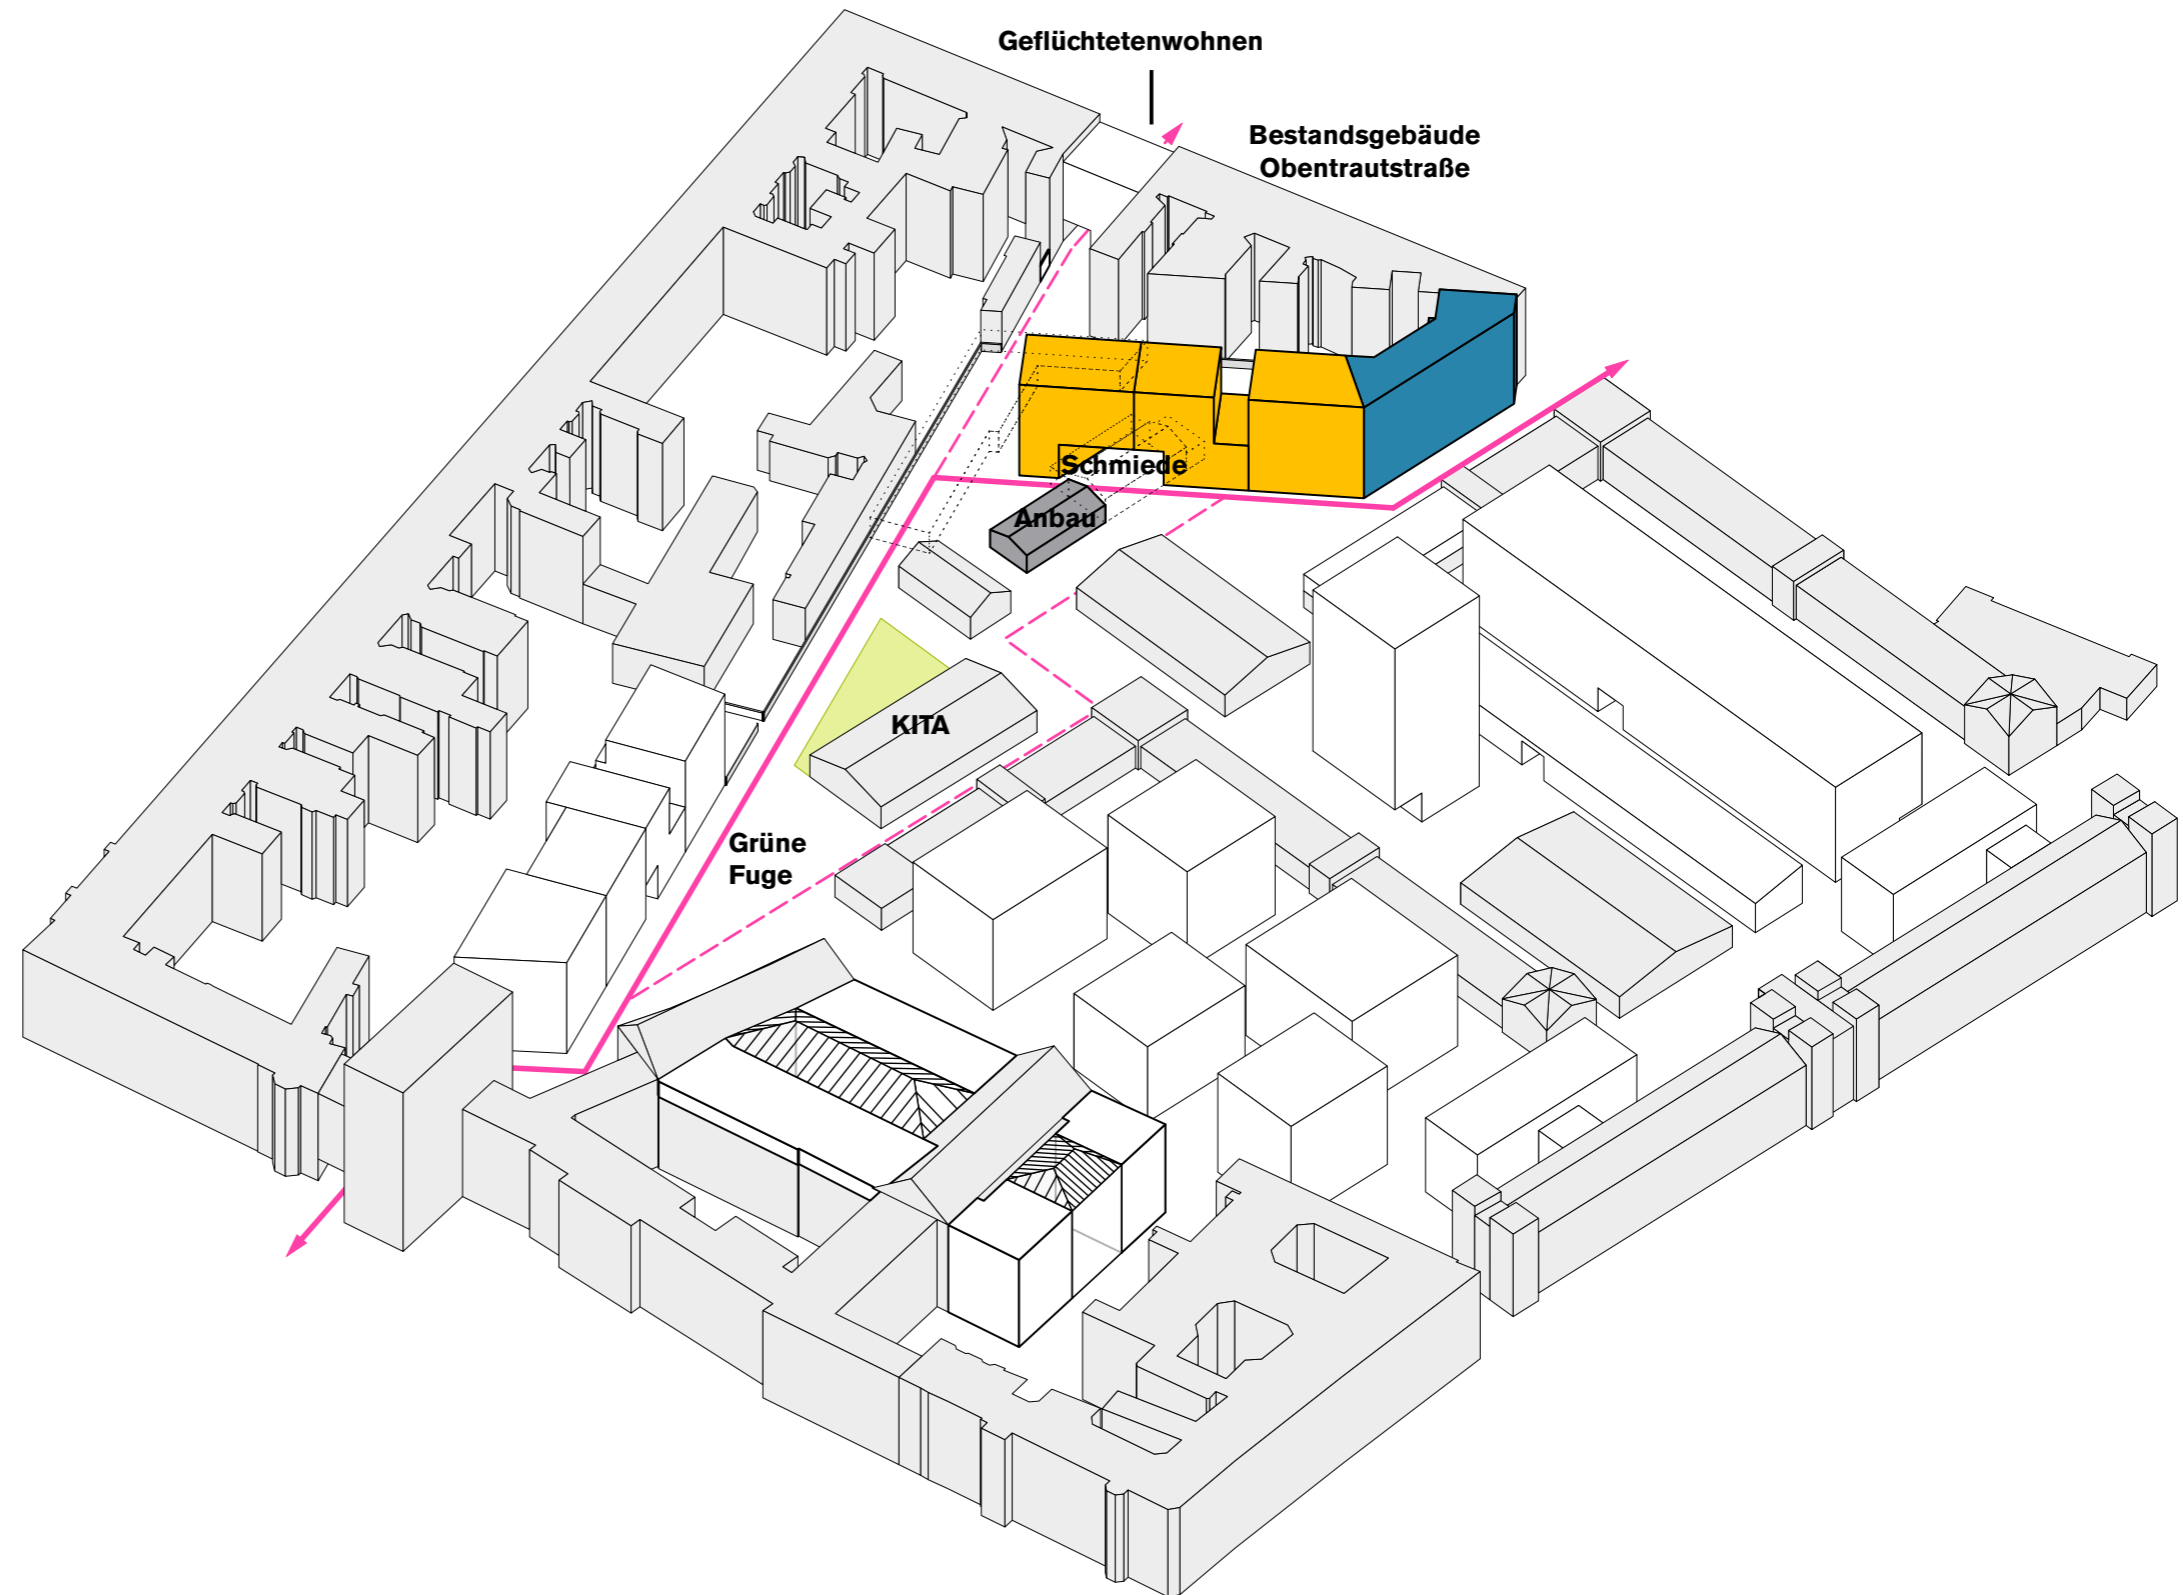 Geflüchtetenwohnen
Bestandsgebäude
Obentrautstraße
Schmiede
Anbau
KITA
Grüne
Fuge